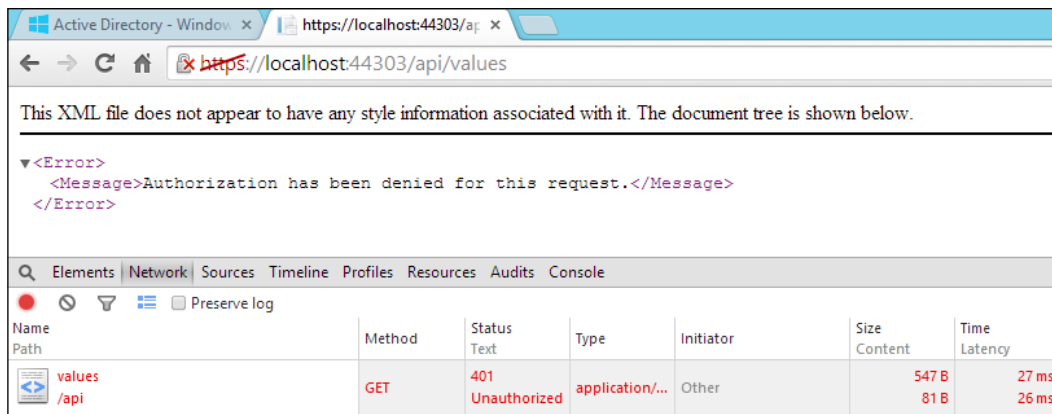 Active Directory - Window
https://localhost:44303/ap
https://localhost:44303/api/values
This XML file does not appear to have any style information associated with it. The document tree is shown below.
▼<Error>
<Message>Authorization has been denied for this request.</Message>
</Error>
Elements Network Sources Timeline Profiles Resources Audits Console
Preserve log
Name Method Status Type Initiator Size Time
Path Text Content Latency
values GET 401 application/... Other 547 B 27 ms
/api Unauthorized 81 B 26 ms